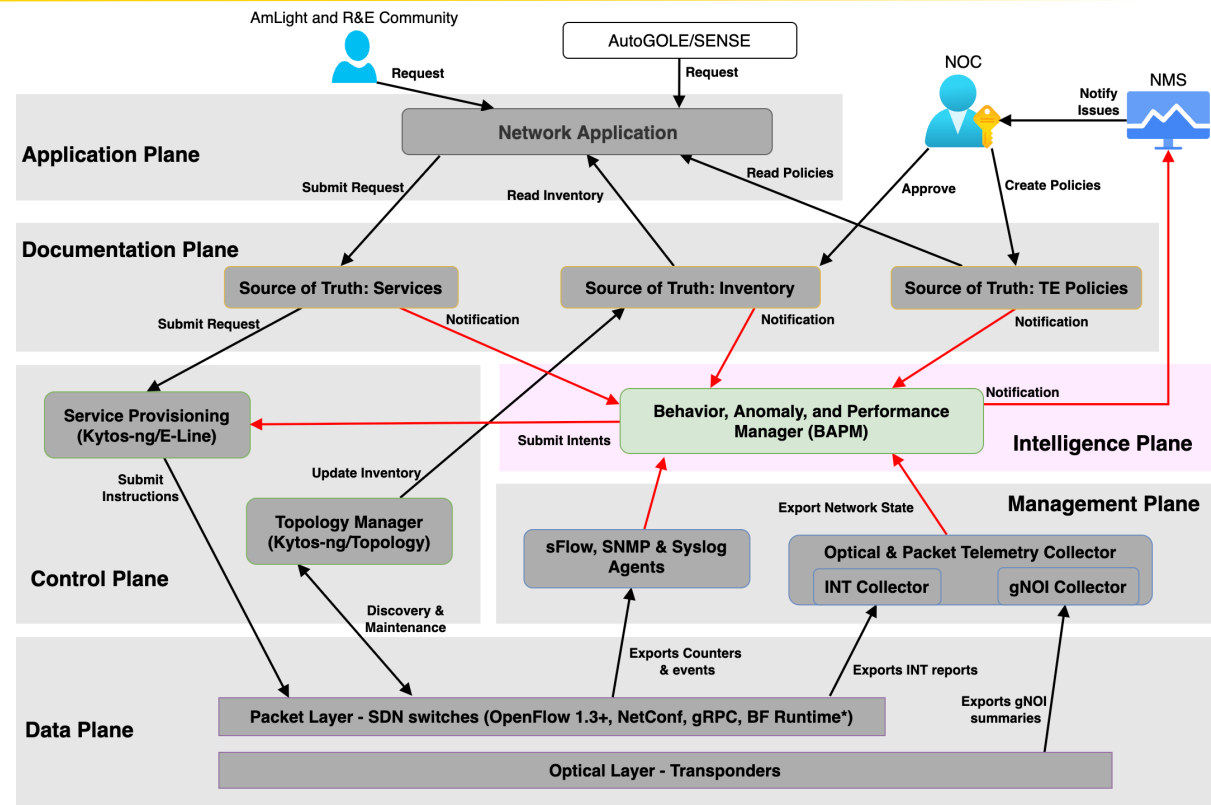 AmLight and R&E Community
AutoGOLE/SENSE
NOC
NMS
Request
Request
Notify
Issues
Application Plane
Network Application
Submit Request
Read Inventory
Read Policies
Approve
Create Policies
Documentation Plane
Source of Truth: Services
Source of Truth: Inventory
Source of Truth: TE Policies
Submit Request
Notification
Notification
Notification
Service Provisioning
(Kytos-ng/E-Line)
Behavior, Anomaly, and Performance
Manager (BAPM)
Notification
Submit Intents
Intelligence Plane
Submit
Instructions
Update Inventory
Topology Manager
(Kytos-ng/Topology)
Control Plane
Management Plane
Export Network State
sFlow, SNMP & Syslog
Agents
Optical & Packet Telemetry Collector
INT Collector
gNOI Collector
Discovery &
Maintenance
Exports Counters
& events
Exports INT reports
Exports gNOI
summaries
Data Plane
Packet Layer - SDN switches (OpenFlow 1.3+, NetConf, gRPC, BF Runtime*)
Optical Layer - Transponders